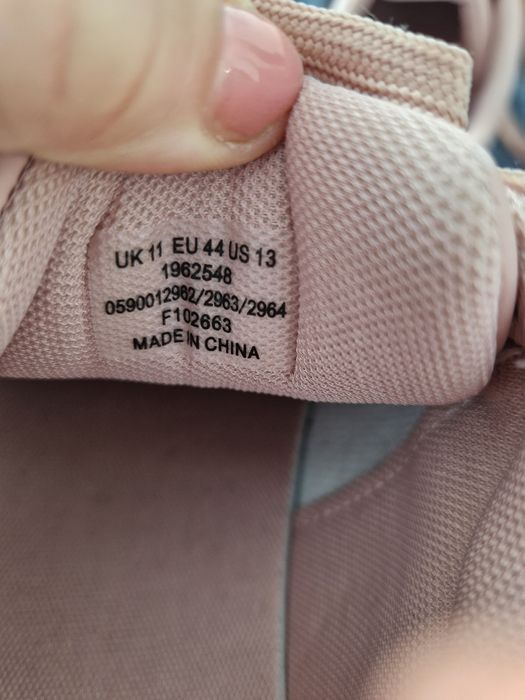 UK 11 EU 44 US 13
1962548
0590012962/2963/2964
F102663
MADE IN CHINA